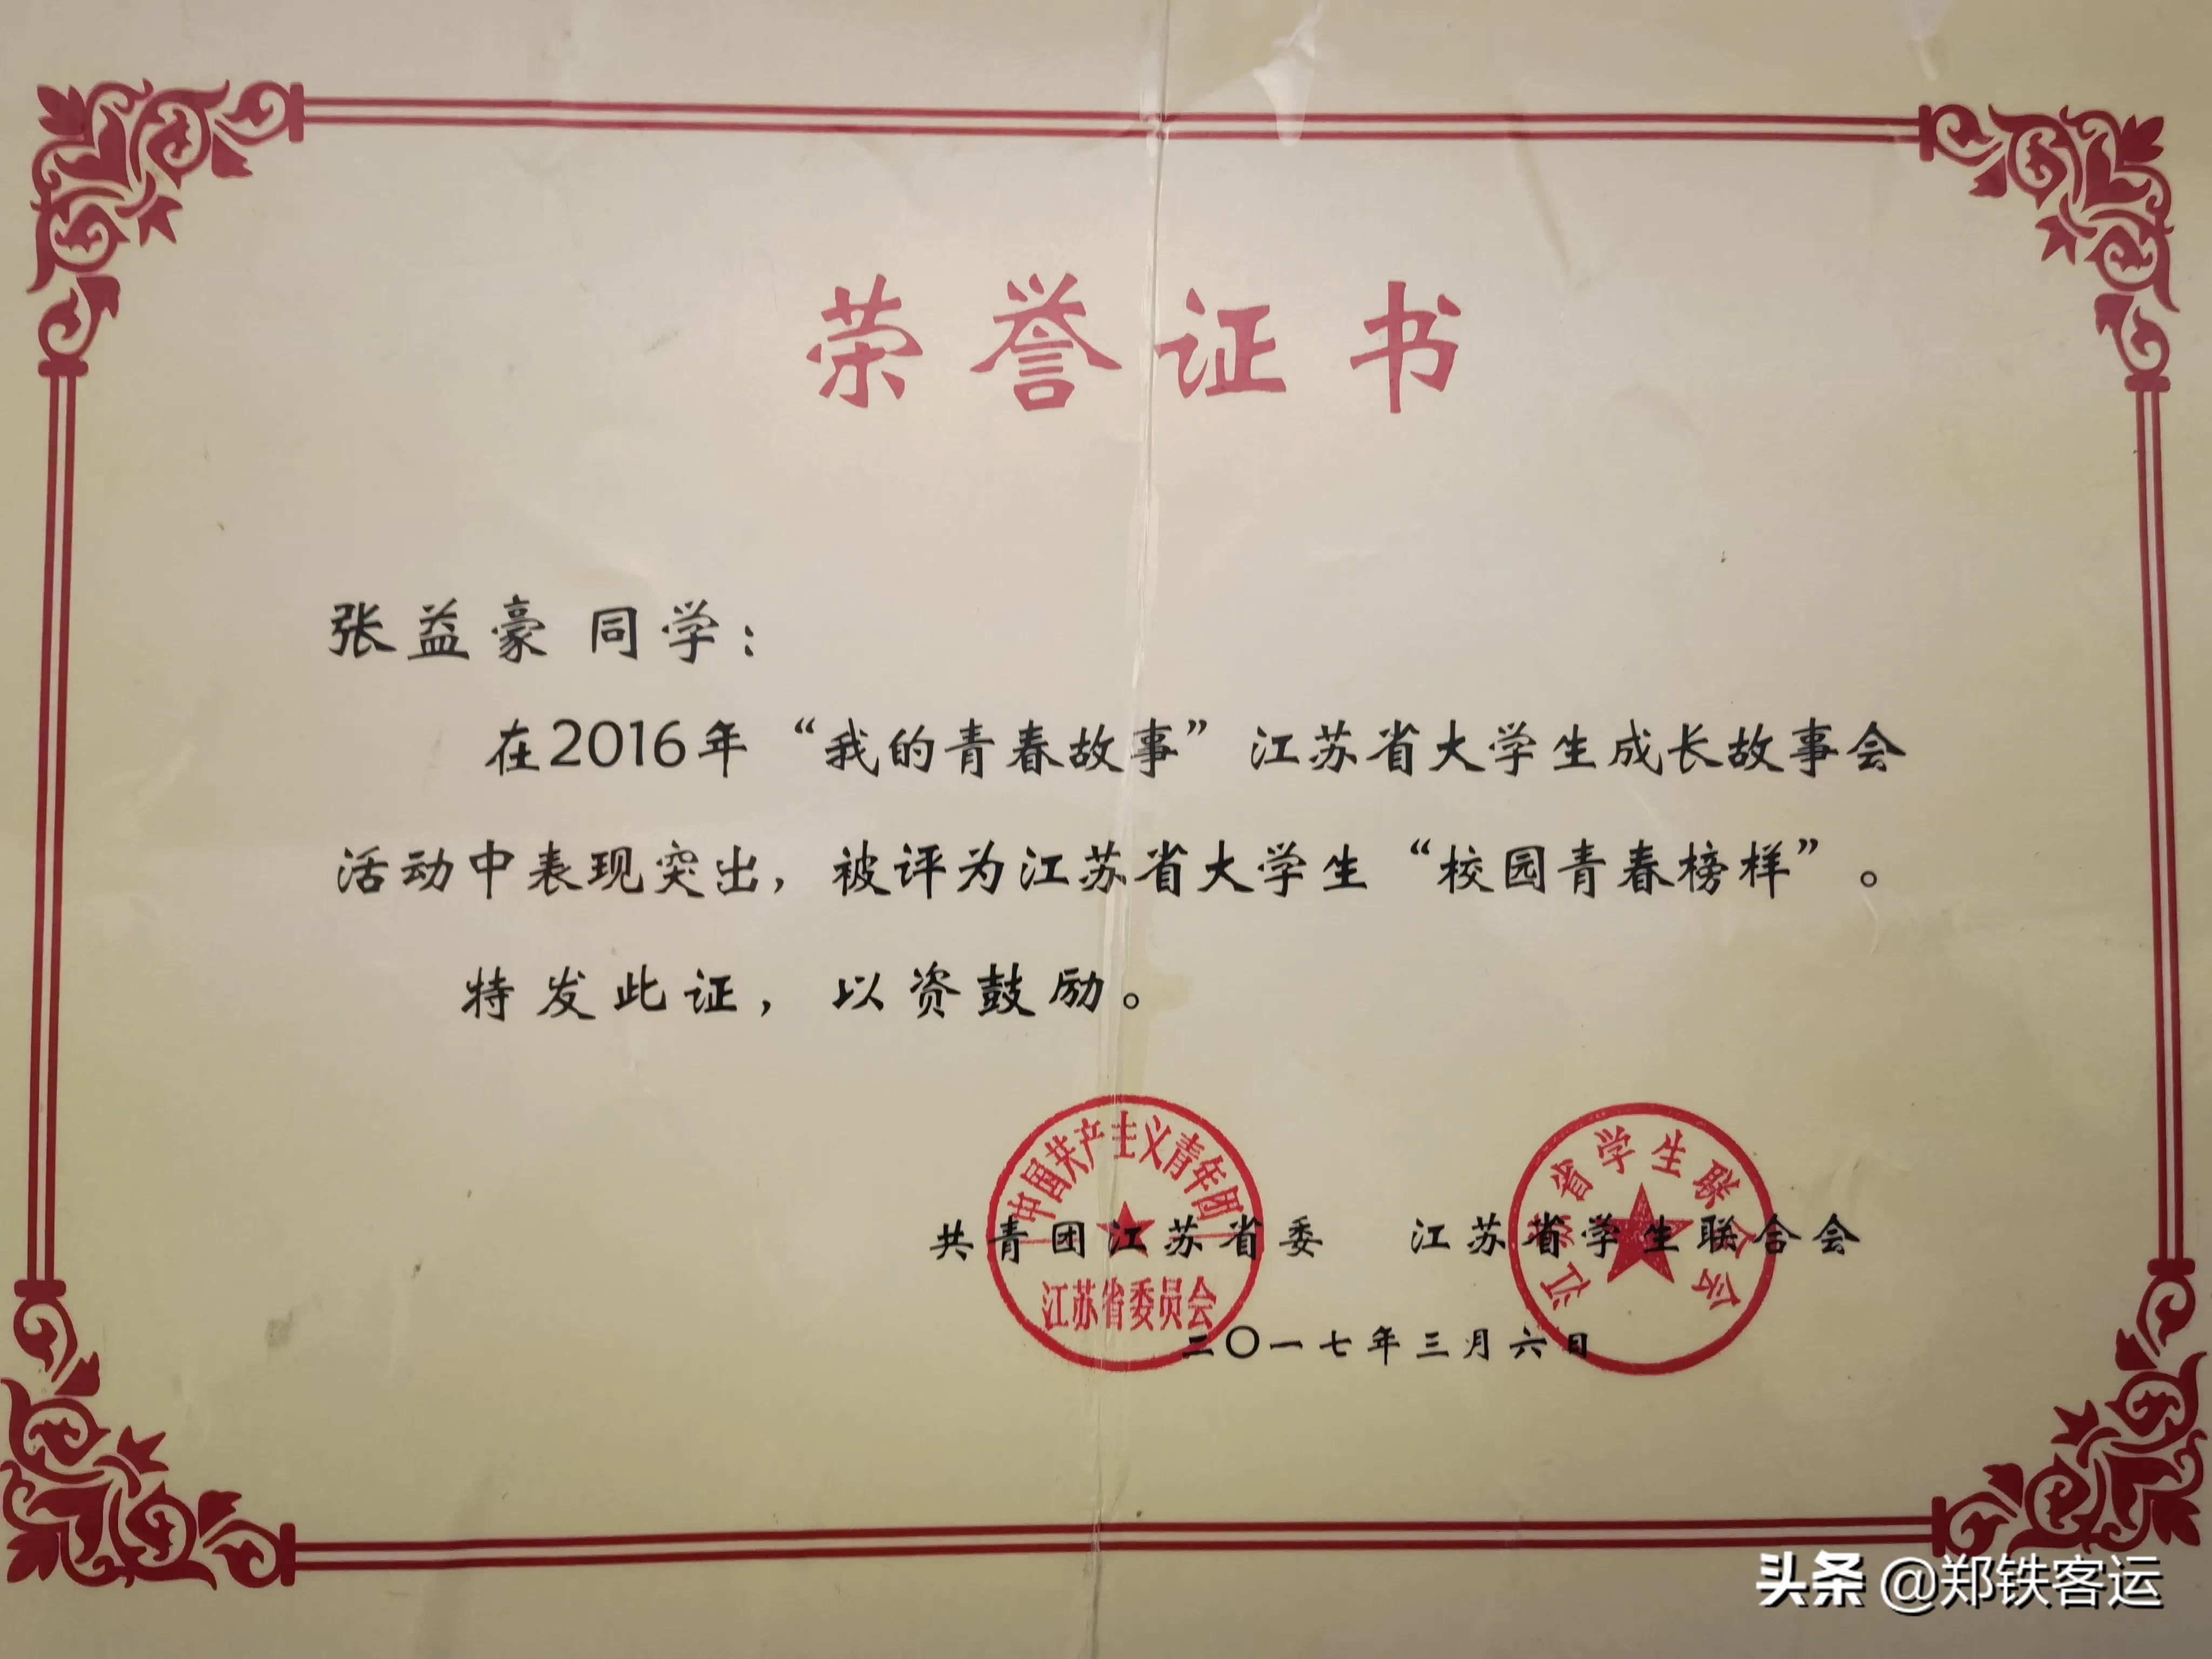 荣誉证书
张益豪 同学：
在2016年“我的青春故事”江苏省大学生成长故事会
活动中表现突出，被评为江苏省大学生“校园青春榜样”。
特发此证，以资鼓励。
中国共产主义青年团
江苏省委员会
江苏省学生联合会
共青团江苏省委 江苏省学生联合会
二〇一七年三月六日
头条 @郑铁客运